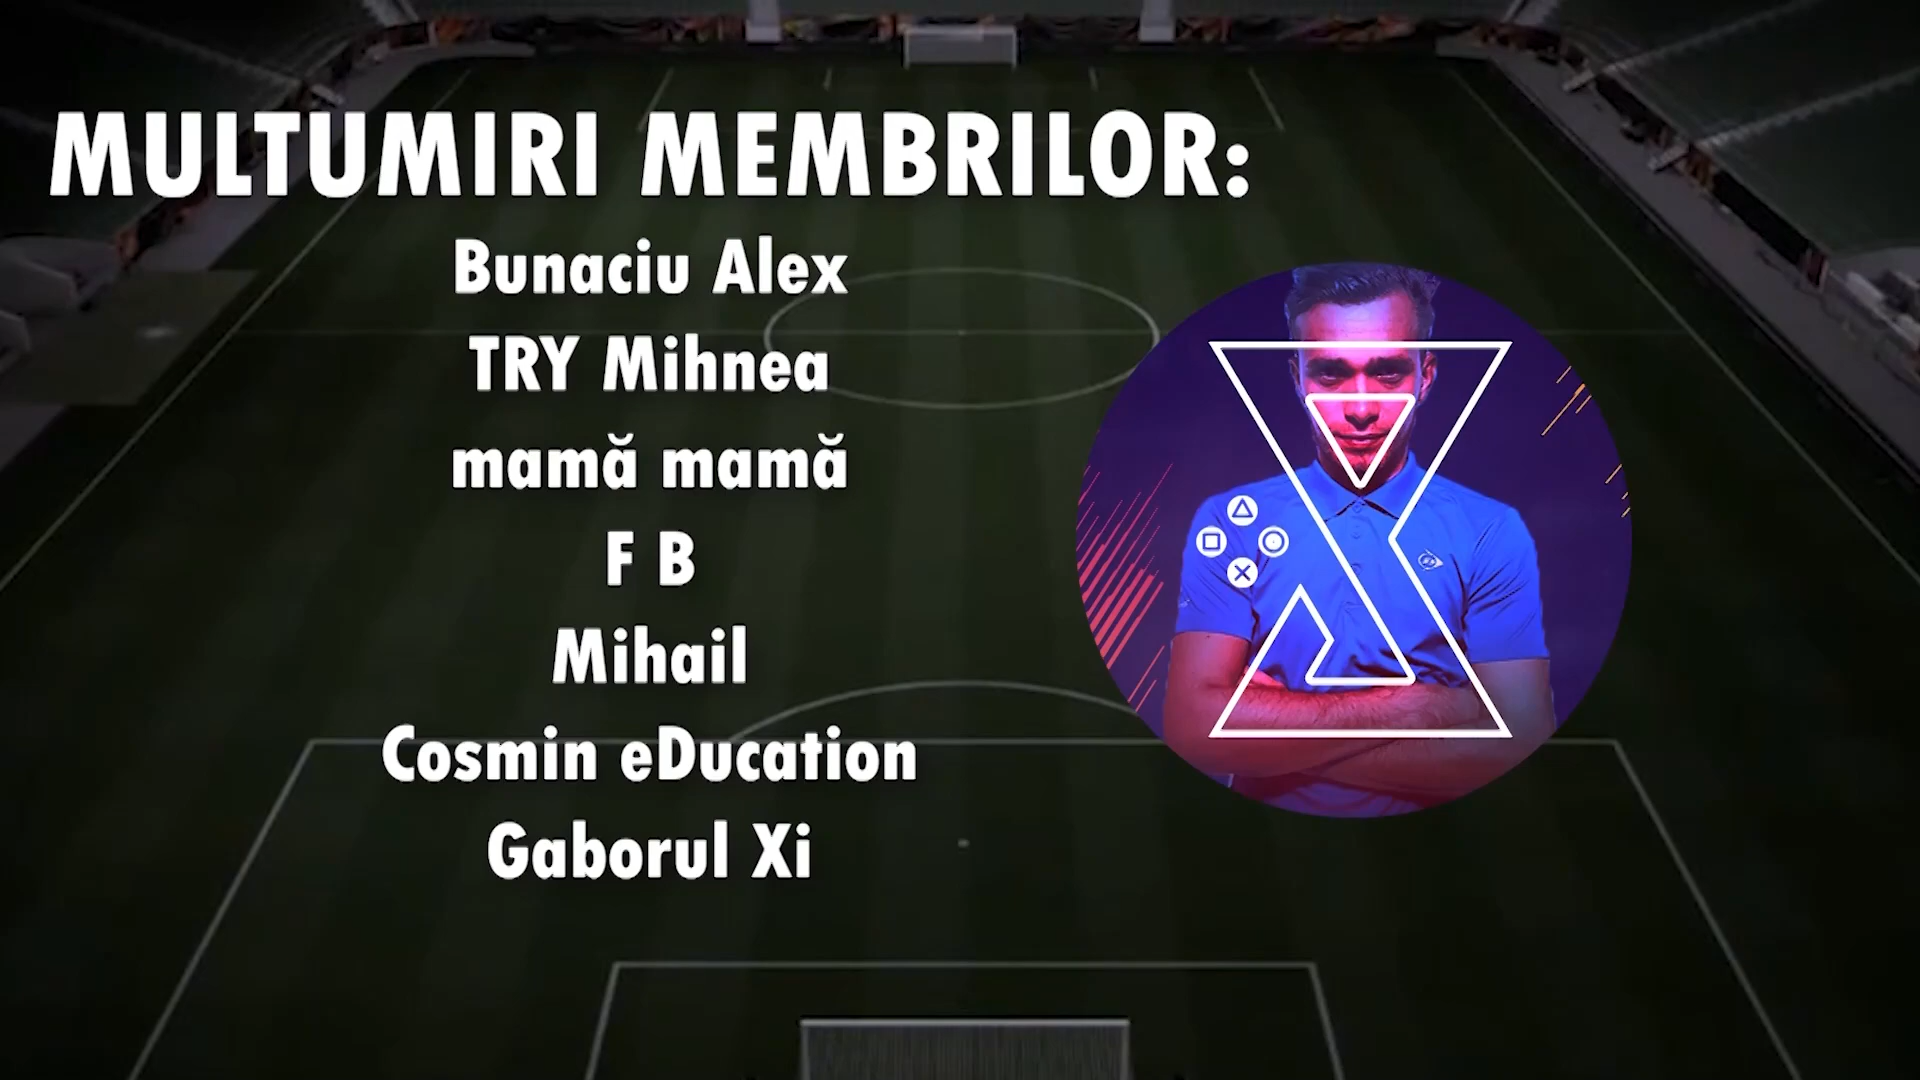 MULTUMIRI MEMBRILOR:
Bunaciu Alex
TRY Mihnea
mamă mamă
F B
Mihail
Cosmin eDucation
Gaborul Xi